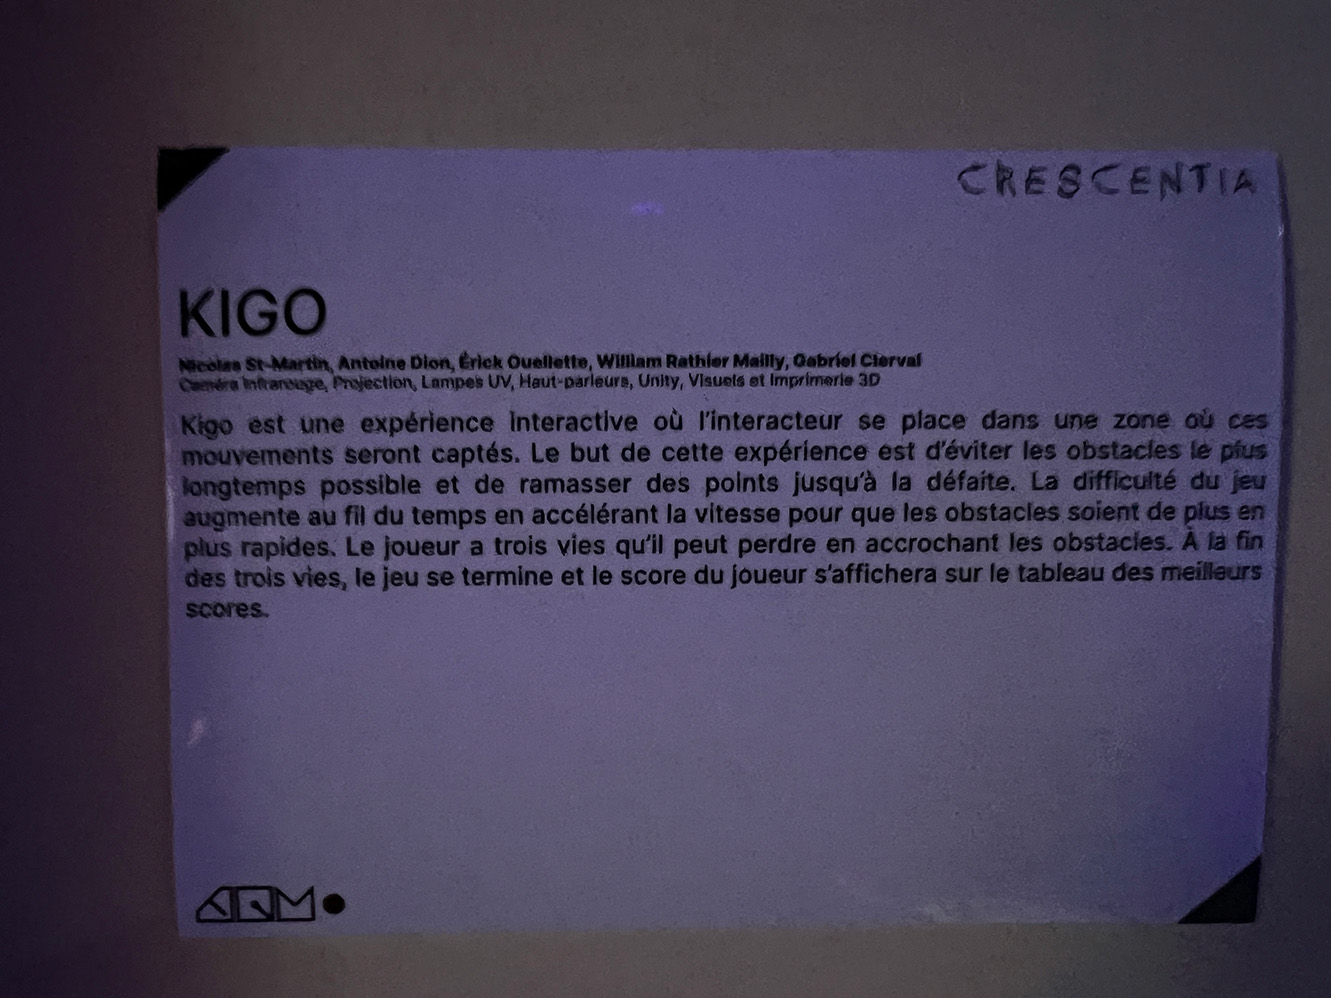 CRESCENTIA
KIGO
Nicolas St-Martin, Antoine Dion, Érick Ouellette, William Rathier Mailly, Gabriel Clerval
Caméra Infrarouge, Projection, Lampes UV, Haut-parleurs, Unity, Visuels et Imprimerie 3D
Kigo est une expérience interactive où l'interacteur se place dans une zone où ces
mouvements seront captés. Le but de cette expérience est d'éviter les obstacles le plus
longtemps possible et de ramasser des points jusqu'à la défaite. La difficulté du jeu
augmente au fil du temps en accélérant la vitesse pour que les obstacles soient de plus en
plus rapides. Le joueur a trois vies qu'il peut perdre en accrochant les obstacles. À la fin
des trois vies, le jeu se termine et le score du joueur s'affichera sur le tableau des meilleurs
scores.